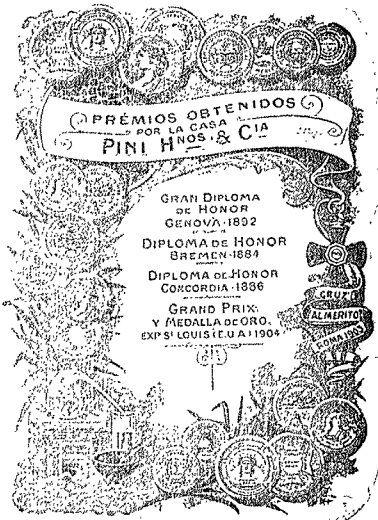 PRÉMIOS OBTENIDOS
POR LA CASA
PINI HNOS. & CIA
GRAN DIPLOMA
DE HONOR
GENOVA·1892
DIPLOMA DE HONOR
BREMEN·1884
DIPLOMA DE HONOR
CONCORDIA·1886
GRAND PRIX
Y MEDALLA DE ORO,
EXP St LOUIS (E.U.A.) 1904
CRUZ
AL MERITO
ROMA 1903